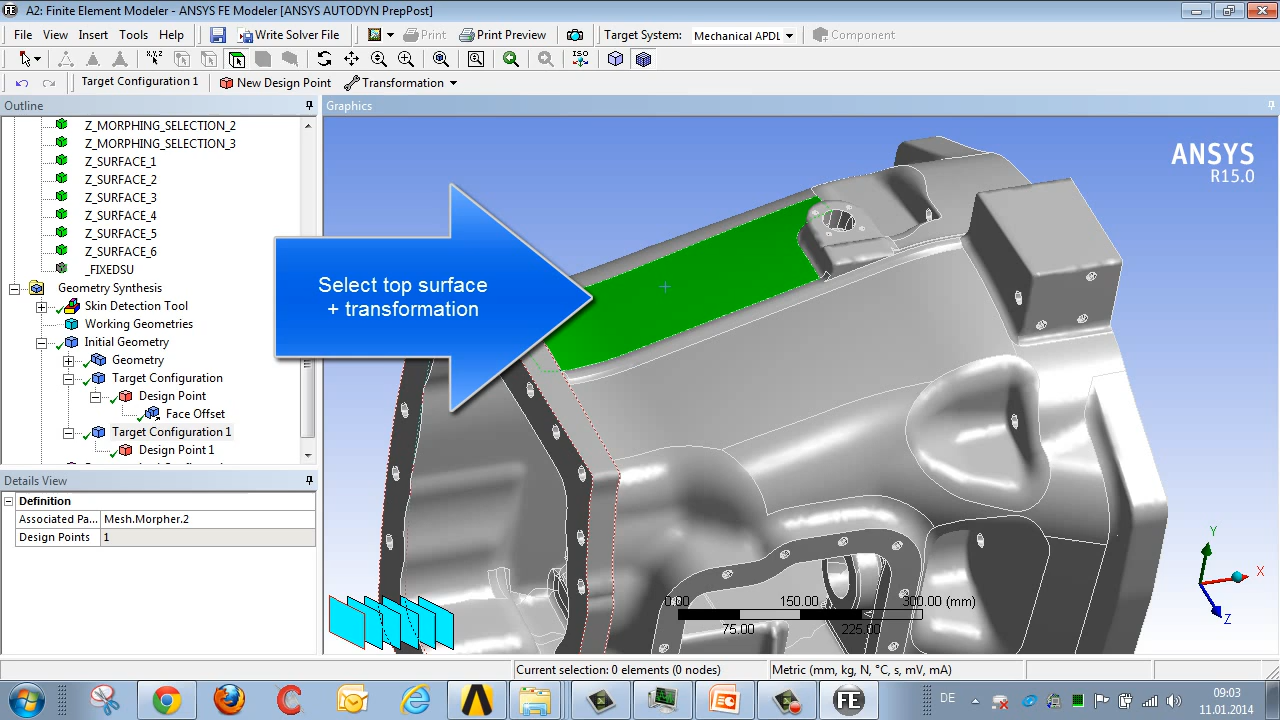 A2: Finite Element Modeler - ANSYS FE Modeler [ANSYS AUTODYN PrepPost]
File View Insert Tools Help Write Solver File Print Print Preview Target System: Mechanical APDL Component
Target Configuration 1 New Design Point Transformation
Outline
Graphics
Z_MORPHING_SELECTION_2
Z_MORPHING_SELECTION_3
Z_SURFACE_1
Z_SURFACE_2
Z_SURFACE_3
Z_SURFACE_4
Z_SURFACE_5
Z_SURFACE_6
_FIXEDSU
Geometry Synthesis
Skin Detection Tool
Working Geometries
Initial Geometry
Geometry
Target Configuration
Design Point
Face Offset
Target Configuration 1
Design Point 1
Details View
Definition
Associated Pa... Mesh.Morpher.2
Design Points 1
Select top surface
+ transformation
ANSYS
R15.0
Y
X
Z
0.00 150.00 300.00 (mm)
75.00 225.00
Current selection: 0 elements (0 nodes) Metric (mm, kg, N, °C, s, mV, mA)
FE
DE
09:03
11.01.2014